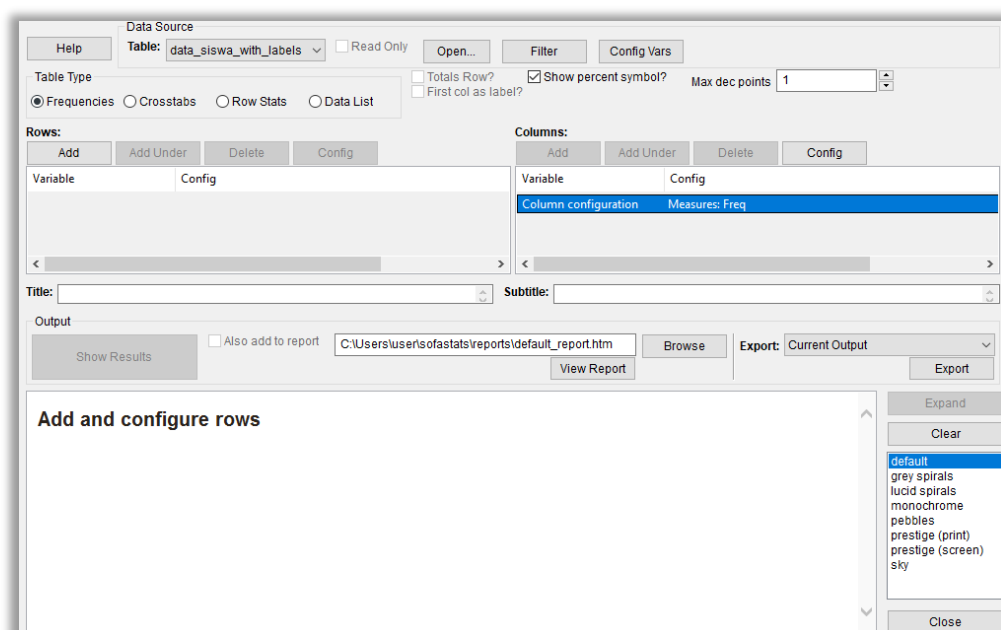 Data Source
Help
Table: data_siswa_with_labels
Read Only
Open...
Filter
Config Vars
Table Type
Frequencies Crosstabs Row Stats Data List
Totals Row?
First col as label?
Show percent symbol?
Max dec points 1
Rows:
Add Add Under Delete Config
Variable Config
Columns:
Add Add Under Delete Config
Variable Config
Column configuration Measures: Freq
Title:
Subtitle:
Output
Show Results
Also add to report
C:\Users\user\sofastats\reports\default_report.htm
Browse
View Report
Export: Current Output
Export
Add and configure rows
Expand
Clear
default
grey spirals
lucid spirals
monochrome
pebbles
prestige (print)
prestige (screen)
sky
Close